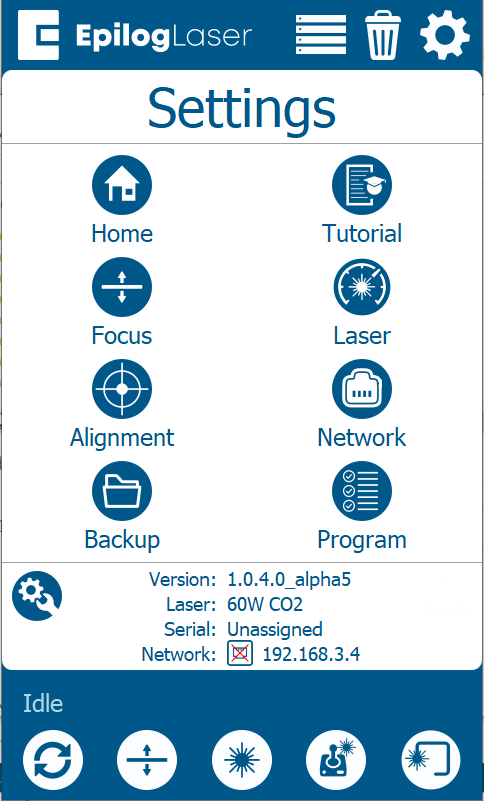 EpilogLaser
Settings
Home
Tutorial
Focus
Laser
Alignment
Network
Backup
Program
Version: 1.0.4.0_alpha5
Laser: 60W CO2
Serial: Unassigned
Network: 192.168.3.4
Idle